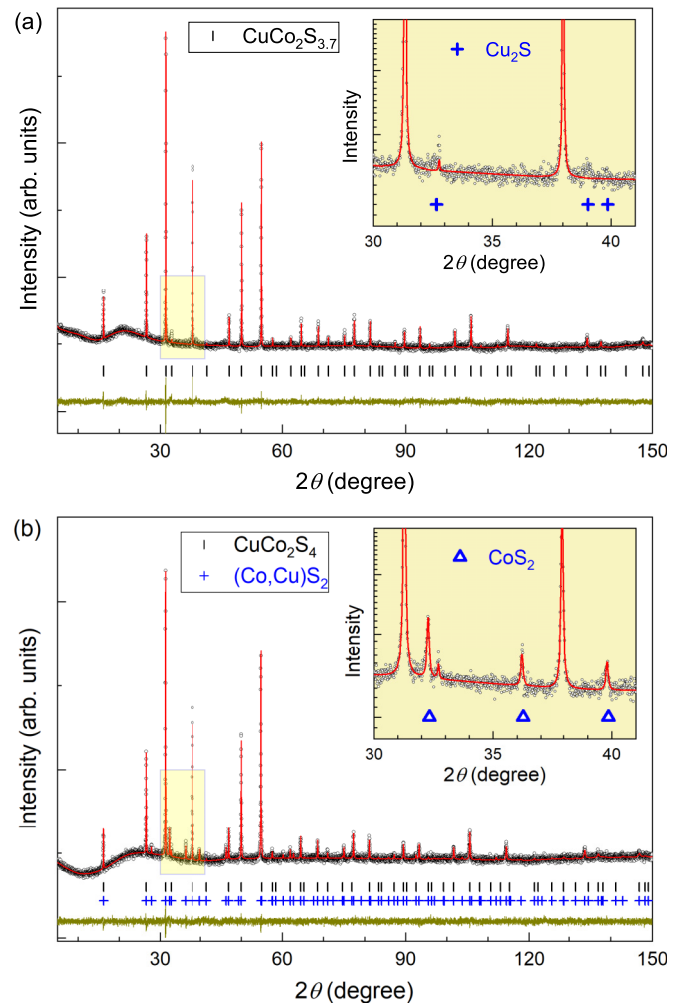 (a)
CuCo₂S₃.₇
Cu₂S
Intensity
30 35 40
2θ (degree)
Intensity (arb. units)
30 60 90 120 150
2θ (degree)
(b)
CuCo₂S₄
(Co,Cu)S₂
CoS₂
Intensity
30 35 40
2θ (degree)
Intensity (arb. units)
30 60 90 120 150
2θ (degree)